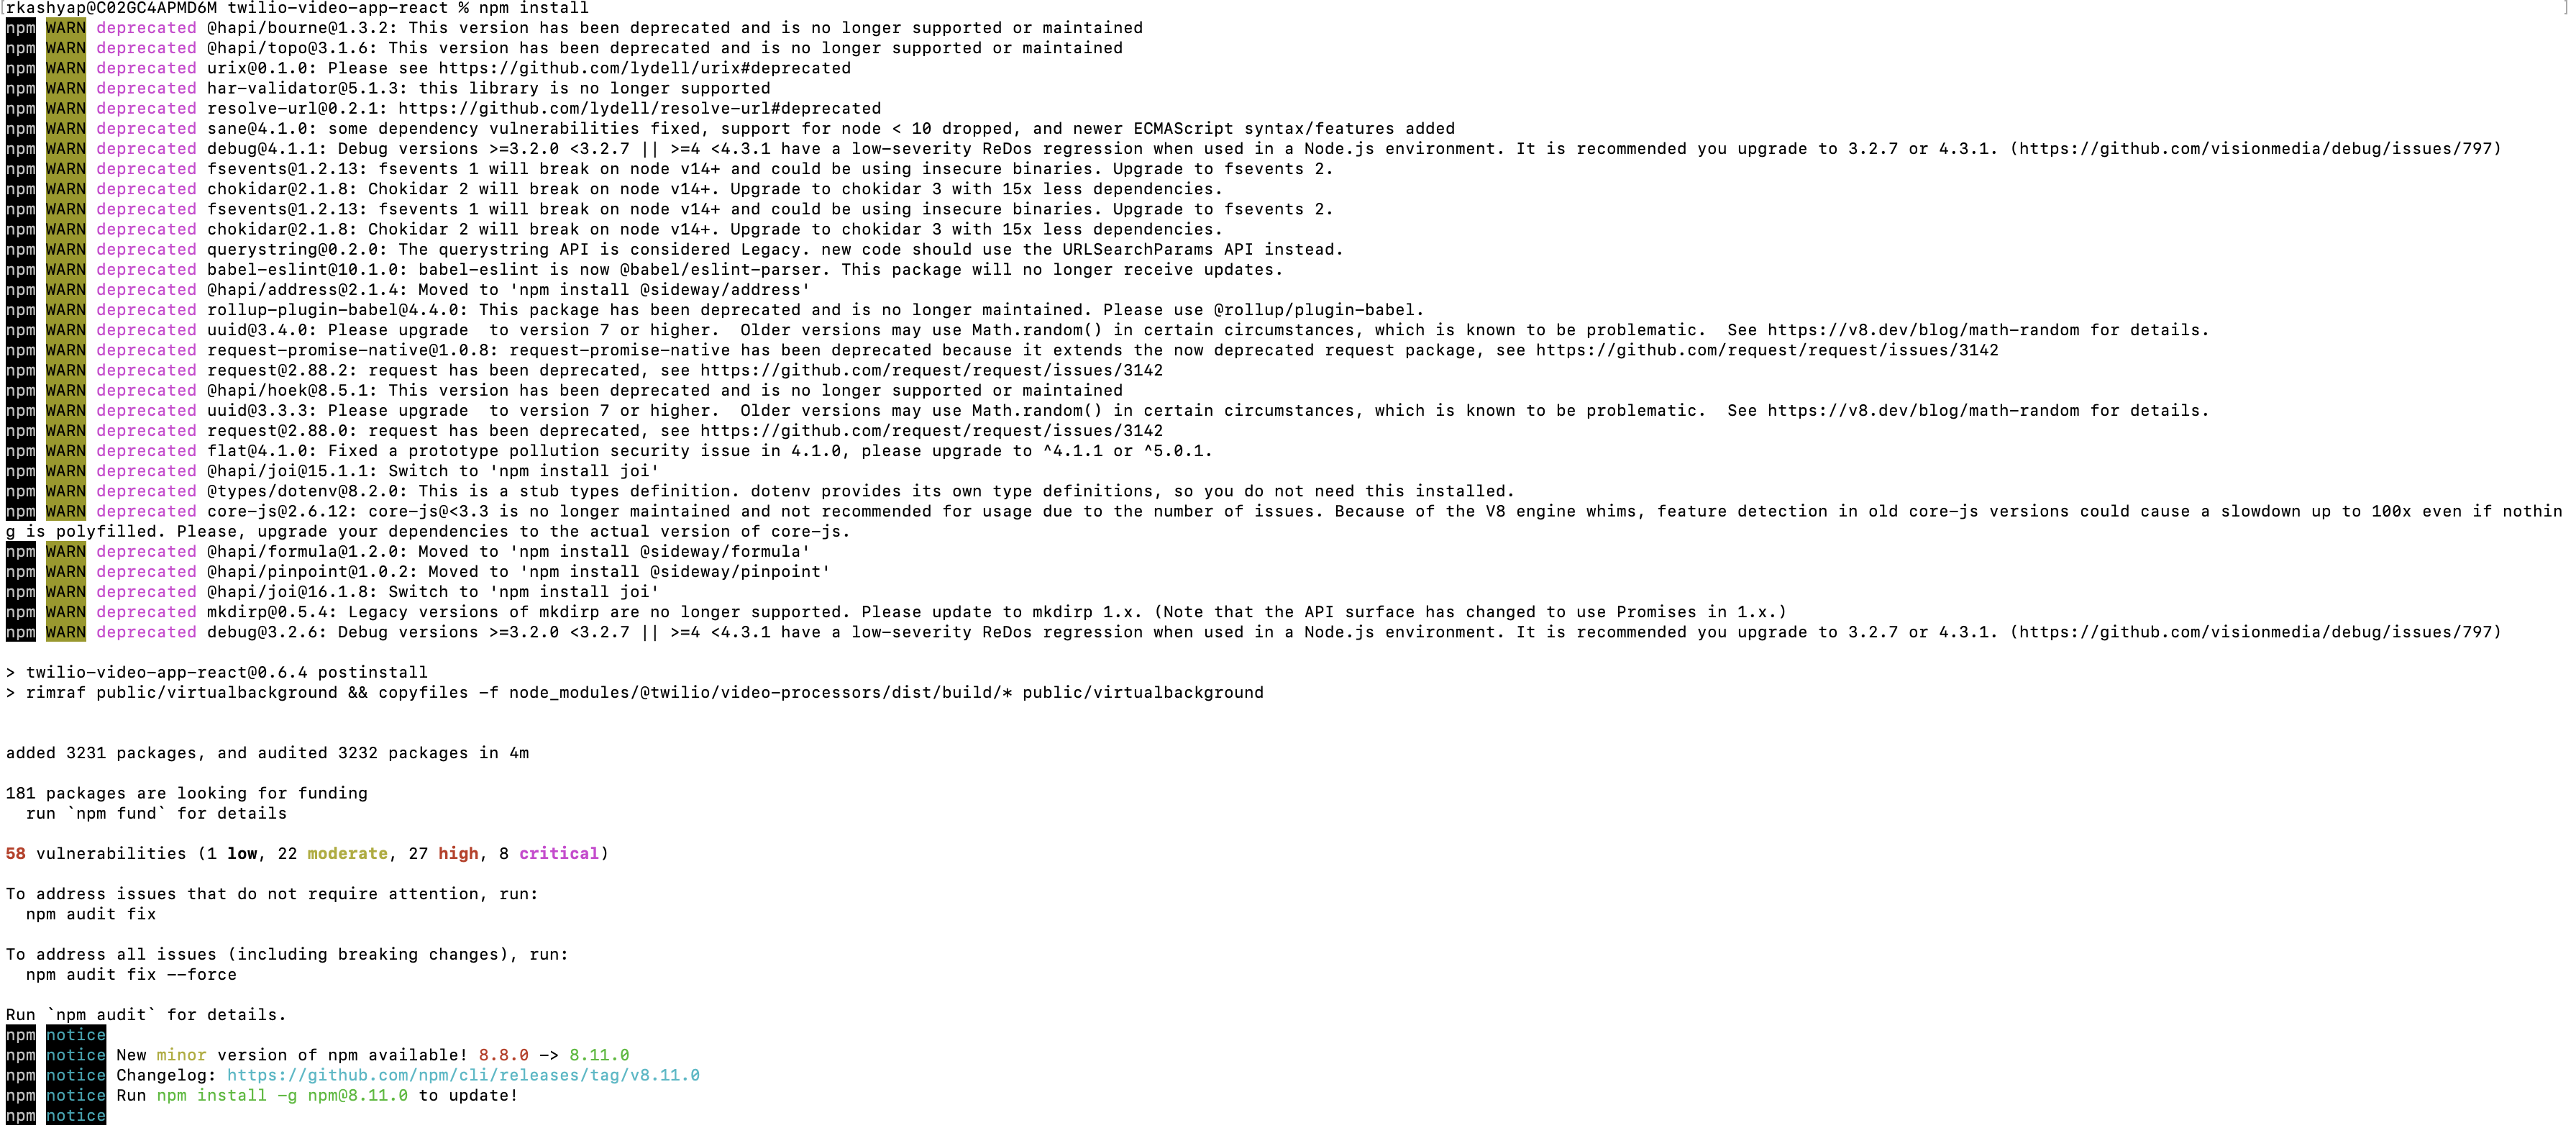 [rkashyap@C02GC4APMD6M twilio-video-app-react % npm install ]
npm WARN deprecated @hapi/bourne@1.3.2: This version has been deprecated and is no longer supported or maintained
npm WARN deprecated @hapi/topo@3.1.6: This version has been deprecated and is no longer supported or maintained
npm WARN deprecated urix@0.1.0: Please see https://github.com/lydell/urix#deprecated
npm WARN deprecated har-validator@5.1.3: this library is no longer supported
npm WARN deprecated resolve-url@0.2.1: https://github.com/lydell/resolve-url#deprecated
npm WARN deprecated sane@4.1.0: some dependency vulnerabilities fixed, support for node < 10 dropped, and newer ECMAScript syntax/features added
npm WARN deprecated debug@4.1.1: Debug versions >=3.2.0 <3.2.7 || >=4 <4.3.1 have a low-severity ReDos regression when used in a Node.js environment. It is recommended you upgrade to 3.2.7 or 4.3.1. (https://github.com/visionmedia/debug/issues/797)
npm WARN deprecated fsevents@1.2.13: fsevents 1 will break on node v14+ and could be using insecure binaries. Upgrade to fsevents 2.
npm WARN deprecated chokidar@2.1.8: Chokidar 2 will break on node v14+. Upgrade to chokidar 3 with 15x less dependencies.
npm WARN deprecated fsevents@1.2.13: fsevents 1 will break on node v14+ and could be using insecure binaries. Upgrade to fsevents 2.
npm WARN deprecated chokidar@2.1.8: Chokidar 2 will break on node v14+. Upgrade to chokidar 3 with 15x less dependencies.
npm WARN deprecated querystring@0.2.0: The querystring API is considered Legacy. new code should use the URLSearchParams API instead.
npm WARN deprecated babel-eslint@10.1.0: babel-eslint is now @babel/eslint-parser. This package will no longer receive updates.
npm WARN deprecated @hapi/address@2.1.4: Moved to 'npm install @sideway/address'
npm WARN deprecated rollup-plugin-babel@4.4.0: This package has been deprecated and is no longer maintained. Please use @rollup/plugin-babel.
npm WARN deprecated uuid@3.4.0: Please upgrade  to version 7 or higher.  Older versions may use Math.random() in certain circumstances, which is known to be problematic.  See https://v8.dev/blog/math-random for details.
npm WARN deprecated request-promise-native@1.0.8: request-promise-native has been deprecated because it extends the now deprecated request package, see https://github.com/request/request/issues/3142
npm WARN deprecated request@2.88.2: request has been deprecated, see https://github.com/request/request/issues/3142
npm WARN deprecated @hapi/hoek@8.5.1: This version has been deprecated and is no longer supported or maintained
npm WARN deprecated uuid@3.3.3: Please upgrade  to version 7 or higher.  Older versions may use Math.random() in certain circumstances, which is known to be problematic.  See https://v8.dev/blog/math-random for details.
npm WARN deprecated request@2.88.0: request has been deprecated, see https://github.com/request/request/issues/3142
npm WARN deprecated flat@4.1.0: Fixed a prototype pollution security issue in 4.1.0, please upgrade to ^4.1.1 or ^5.0.1.
npm WARN deprecated @hapi/joi@15.1.1: Switch to 'npm install joi'
npm WARN deprecated @types/dotenv@8.2.0: This is a stub types definition. dotenv provides its own type definitions, so you do not need this installed.
npm WARN deprecated core-js@2.6.12: core-js@<3.3 is no longer maintained and not recommended for usage due to the number of issues. Because of the V8 engine whims, feature detection in old core-js versions could cause a slowdown up to 100x even if nothin
g is polyfilled. Please, upgrade your dependencies to the actual version of core-js.
npm WARN deprecated @hapi/formula@1.2.0: Moved to 'npm install @sideway/formula'
npm WARN deprecated @hapi/pinpoint@1.0.2: Moved to 'npm install @sideway/pinpoint'
npm WARN deprecated @hapi/joi@16.1.8: Switch to 'npm install joi'
npm WARN deprecated mkdirp@0.5.4: Legacy versions of mkdirp are no longer supported. Please update to mkdirp 1.x. (Note that the API surface has changed to use Promises in 1.x.)
npm WARN deprecated debug@3.2.6: Debug versions >=3.2.0 <3.2.7 || >=4 <4.3.1 have a low-severity ReDos regression when used in a Node.js environment. It is recommended you upgrade to 3.2.7 or 4.3.1. (https://github.com/visionmedia/debug/issues/797)
> twilio-video-app-react@0.6.4 postinstall
> rimraf public/virtualbackground && copyfiles -f node_modules/@twilio/video-processors/dist/build/* public/virtualbackground
added 3231 packages, and audited 3232 packages in 4m
181 packages are looking for funding
  run `npm fund` for details
58 vulnerabilities (1 low, 22 moderate, 27 high, 8 critical)
To address issues that do not require attention, run:
  npm audit fix
To address all issues (including breaking changes), run:
  npm audit fix --force
Run `npm audit` for details.
npm notice
npm notice New minor version of npm available! 8.8.0 -> 8.11.0
npm notice Changelog: https://github.com/npm/cli/releases/tag/v8.11.0
npm notice Run npm install -g npm@8.11.0 to update!
npm notice